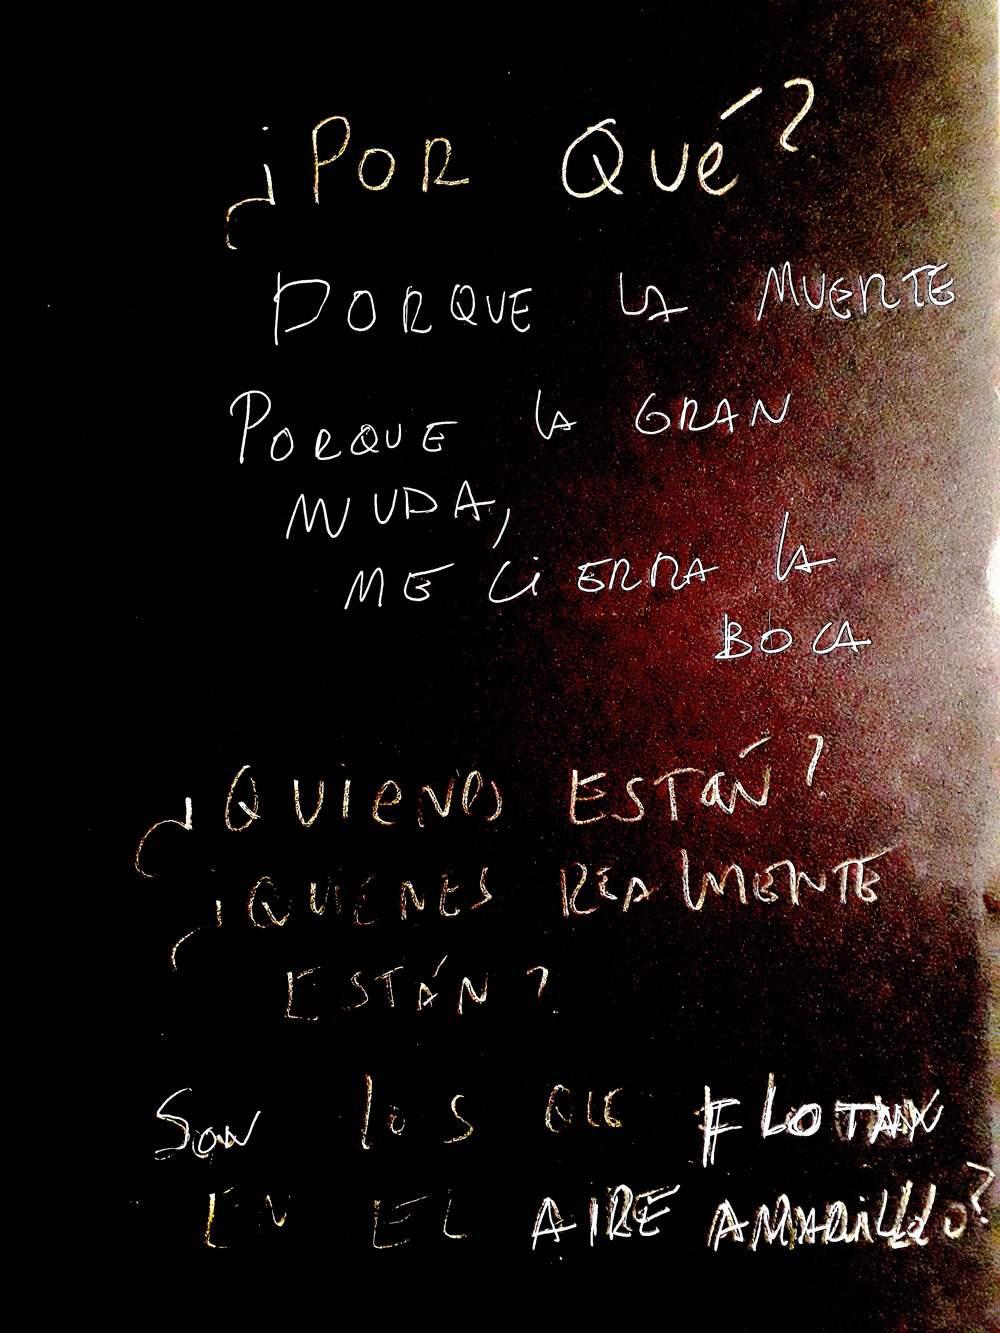 ¿POR QUÉ?
PORQUE LA MUERTE
PORQUE LA GRAN
MUDA,
ME CIERRA LA
BOCA
¿QUIENES ESTÁN?
¿QUIENES REALMENTE
ESTÁN?
SON LOS QUE FLOTAN
EN EL AIRE AMARILLO?